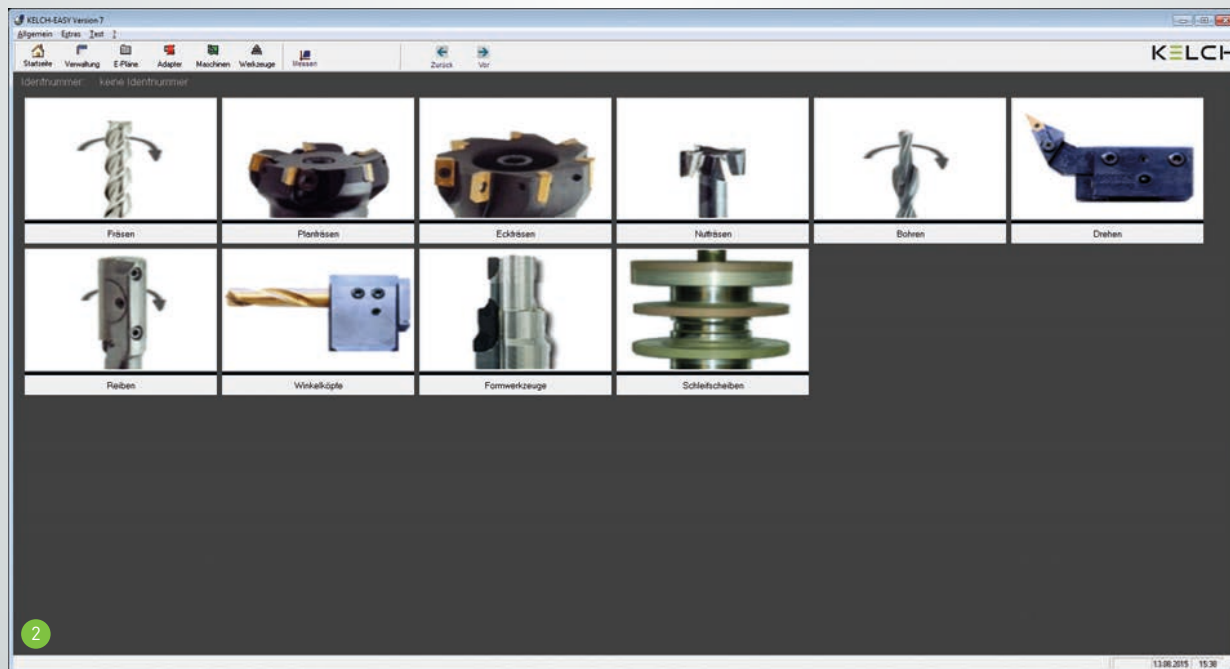 KELCH-EASY Version 7
Allgemein Extras Test ?
Startseite Verwaltung E-Pläne Adapter Maschinen Werkzeuge Messen Zurück Vor
KELCH
Identnummer: keine Identnummer
Fräsen Planfräsen Eckfräsen Nutfräsen Bohren Drehen
Reiben Winkelköpfe Formwerkzeuge Schleifscheiben
2
13.08.2015 15:30